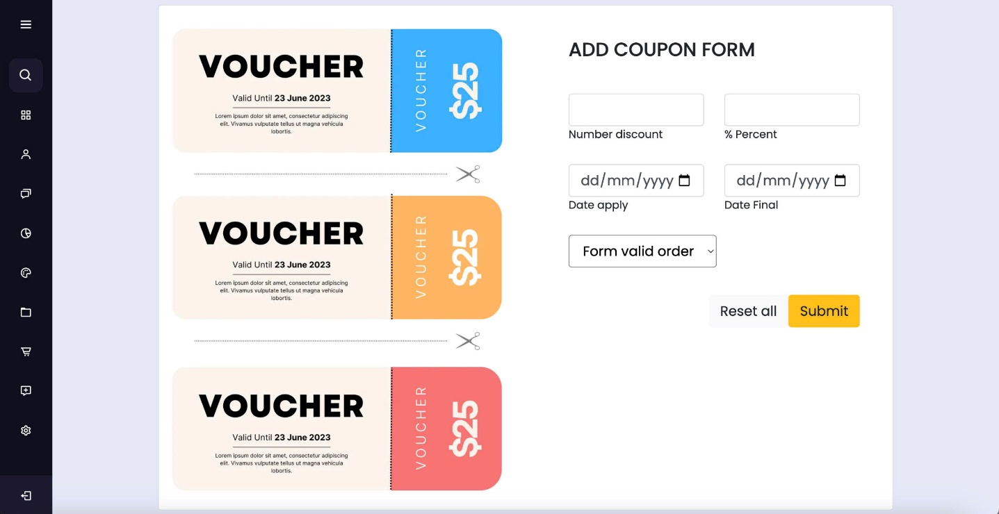 VOUCHER
Valid Until 23 June 2023
Lorem ipsum dolor sit amet, consectetur adipiscing
elit. Vivamus vulputate tellus ut magna vehicula
lobortis.
VOUCHER
$25
VOUCHER
Valid Until 23 June 2023
Lorem ipsum dolor sit amet, consectetur adipiscing
elit. Vivamus vulputate tellus ut magna vehicula
lobortis.
VOUCHER
$25
VOUCHER
Valid Until 23 June 2023
Lorem ipsum dolor sit amet, consectetur adipiscing
elit. Vivamus vulputate tellus ut magna vehicula
lobortis.
VOUCHER
$25
ADD COUPON FORM
Number discount
% Percent
dd/mm/yyyy
dd/mm/yyyy
Date apply
Date Final
Form valid order
Reset all
Submit